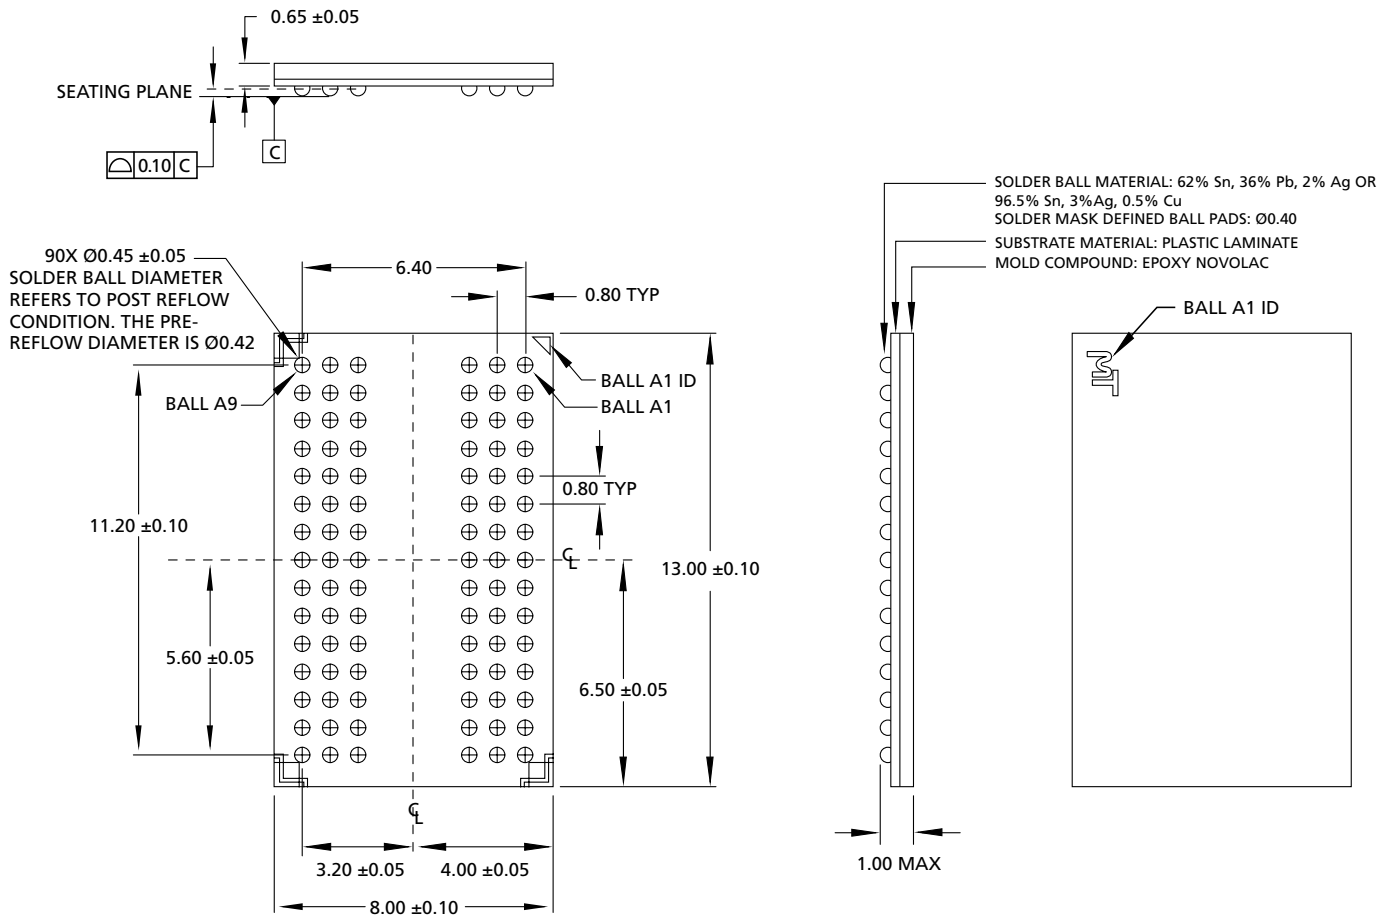 0.65 ±0.05
SEATING PLANE
C
0.10 C
SOLDER BALL MATERIAL: 62% Sn, 36% Pb, 2% Ag OR
96.5% Sn, 3%Ag, 0.5% Cu
SOLDER MASK DEFINED BALL PADS: Ø0.40
SUBSTRATE MATERIAL: PLASTIC LAMINATE
MOLD COMPOUND: EPOXY NOVOLAC
90X Ø0.45 ±0.05
SOLDER BALL DIAMETER
REFERS TO POST REFLOW
CONDITION. THE PRE-
REFLOW DIAMETER IS Ø0.42
6.40
0.80 TYP
BALL A1 ID
BALL A1 ID
BALL A1
BALL A9
0.80 TYP
11.20 ±0.10
CL
13.00 ±0.10
5.60 ±0.05
6.50 ±0.05
CL
3.20 ±0.05
4.00 ±0.05
8.00 ±0.10
1.00 MAX
MT